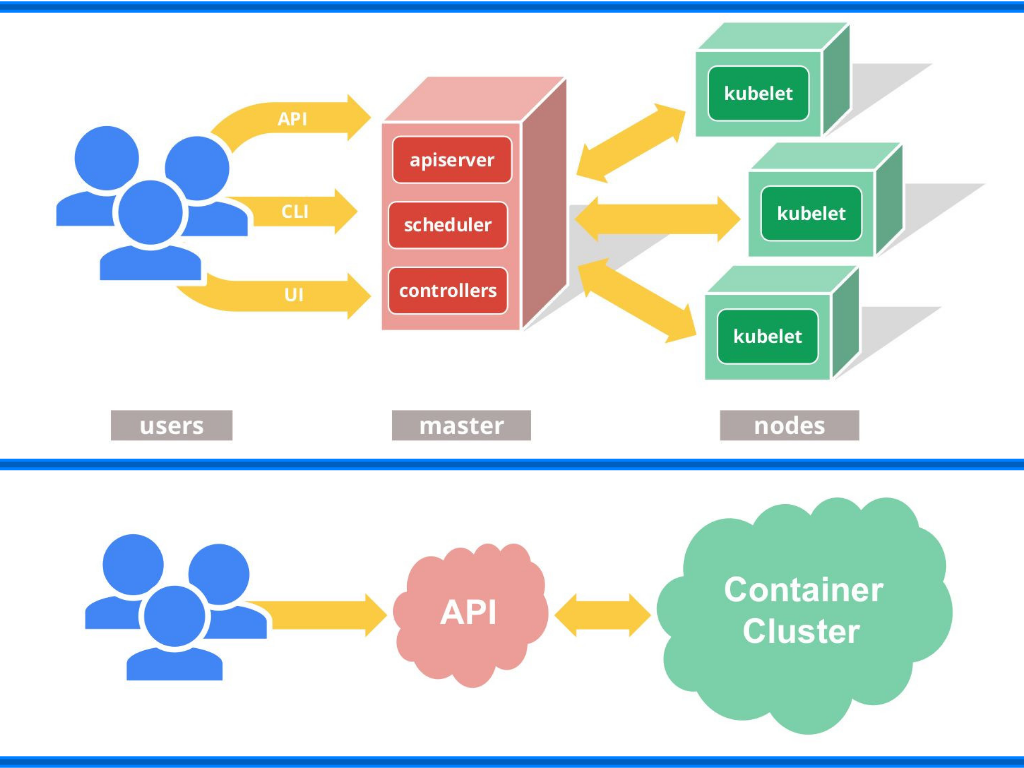 API
CLI
UI
apiserver
scheduler
controllers
kubelet
kubelet
kubelet
users
master
nodes
API
Container
Cluster